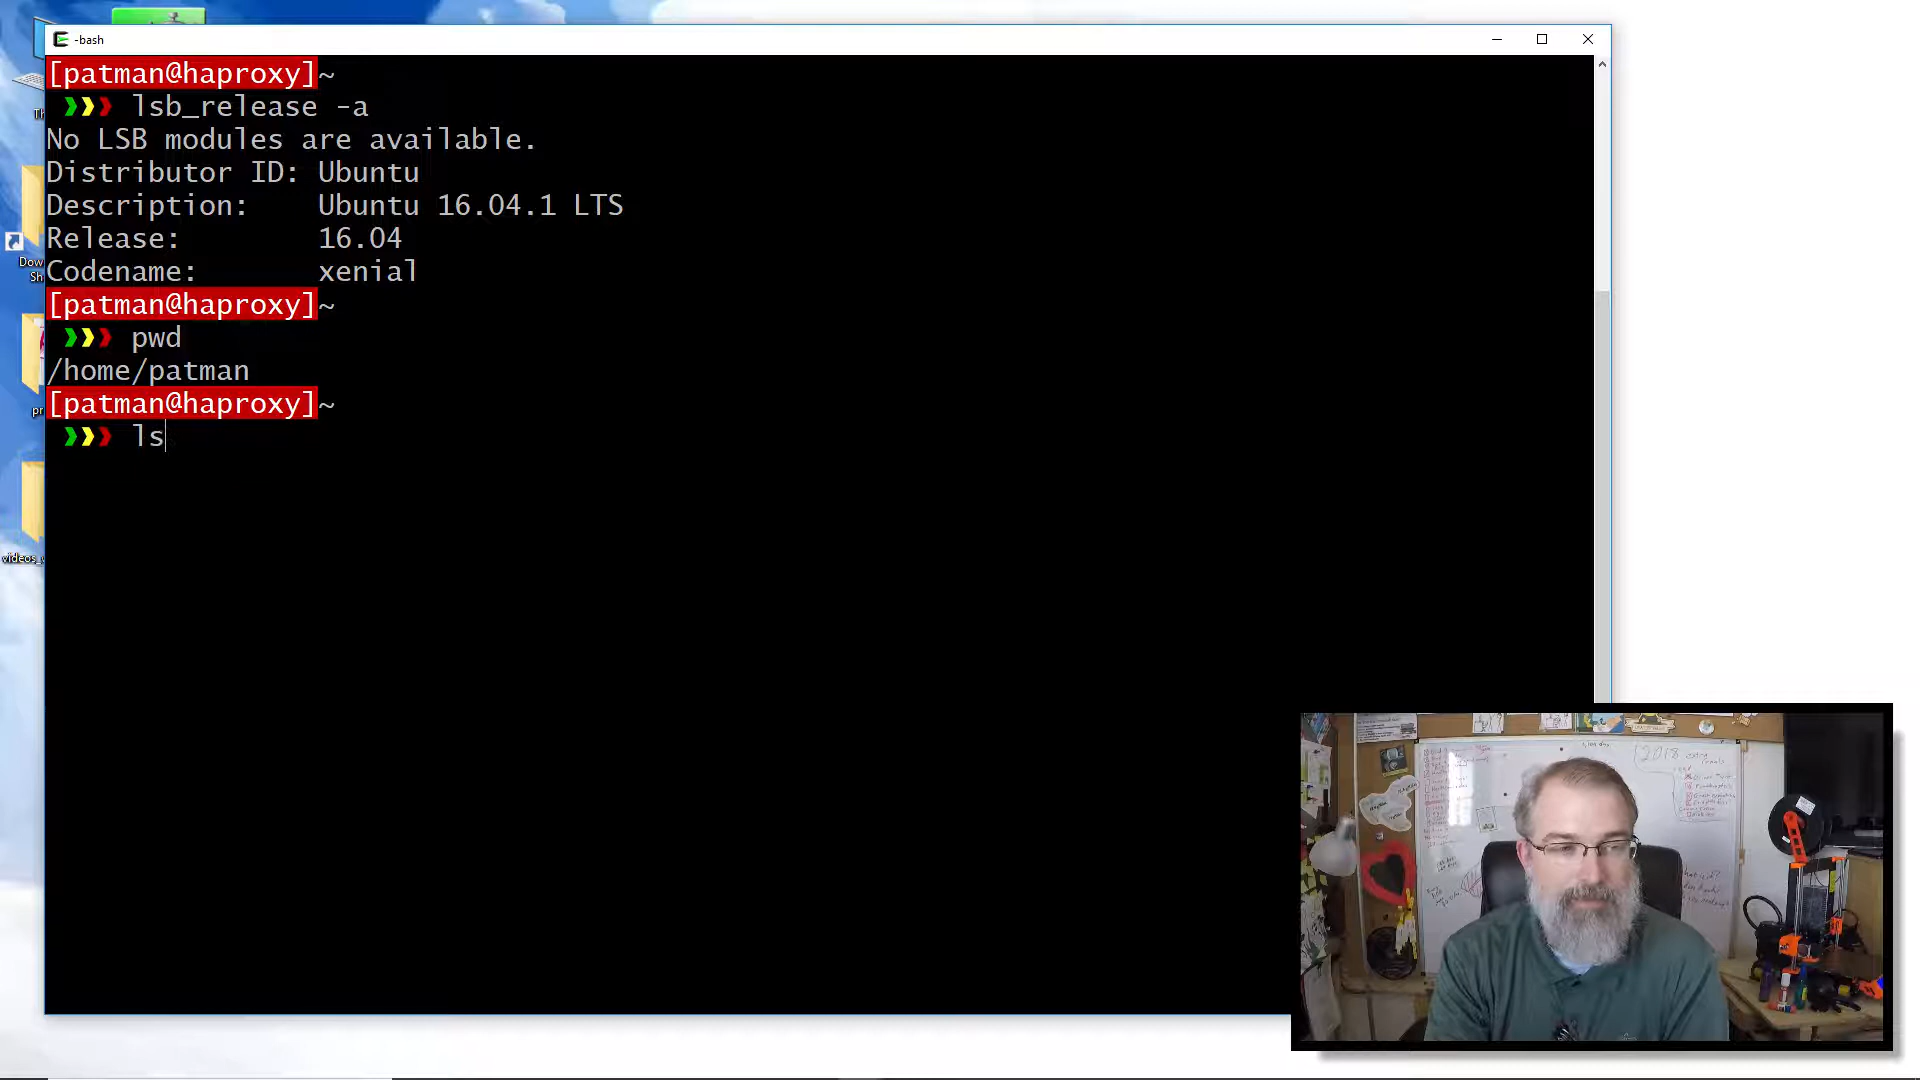 -bash
[patman@haproxy]~
❯❯❯ lsb_release -a
No LSB modules are available.
Distributor ID: Ubuntu
Description:    Ubuntu 16.04.1 LTS
Release:        16.04
Codename:       xenial
[patman@haproxy]~
❯❯❯ pwd
/home/patman
[patman@haproxy]~
❯❯❯ ls
2018